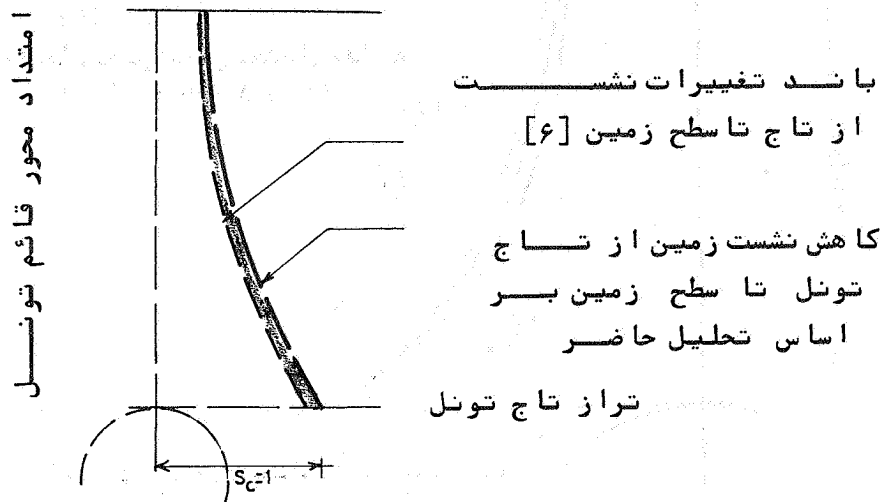 باند تغییرات نشست
از تاج تا سطح زمین [۶]
کاهش نشست زمین از تاج
تونل تا سطح زمین بر
اساس تحلیل حاضر
تراز تاج تونل
امتداد محور قائم تونل
Sc=1